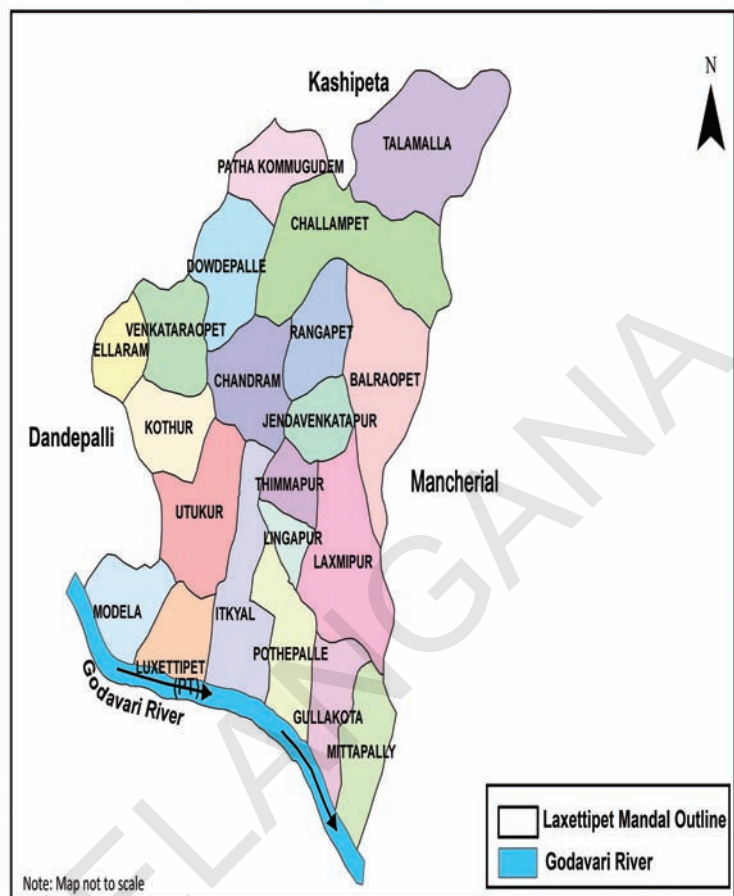 Kashipeta
N
TALAMALLA
PATHA KOMMUGUDEM
CHALLAMPET
DOWDEPALLE
VENKATARAOPET
RANGAPET
ELLARAM
CHANDRAM
BALRAOPET
KOTHUR
JENDAVENKATAPUR
Dandepalli
THIMMAPUR
Mancherial
UTUKUR
LINGAPUR
LAXMIPUR
MODELA
ITKYAL
POTHEPALLE
LUXETTIPET
(PT)
Godavari River
GULLAKOTA
MITTAPALLY
Laxettipet Mandal Outline
Godavari River
Note: Map not to scale
ELANGANA